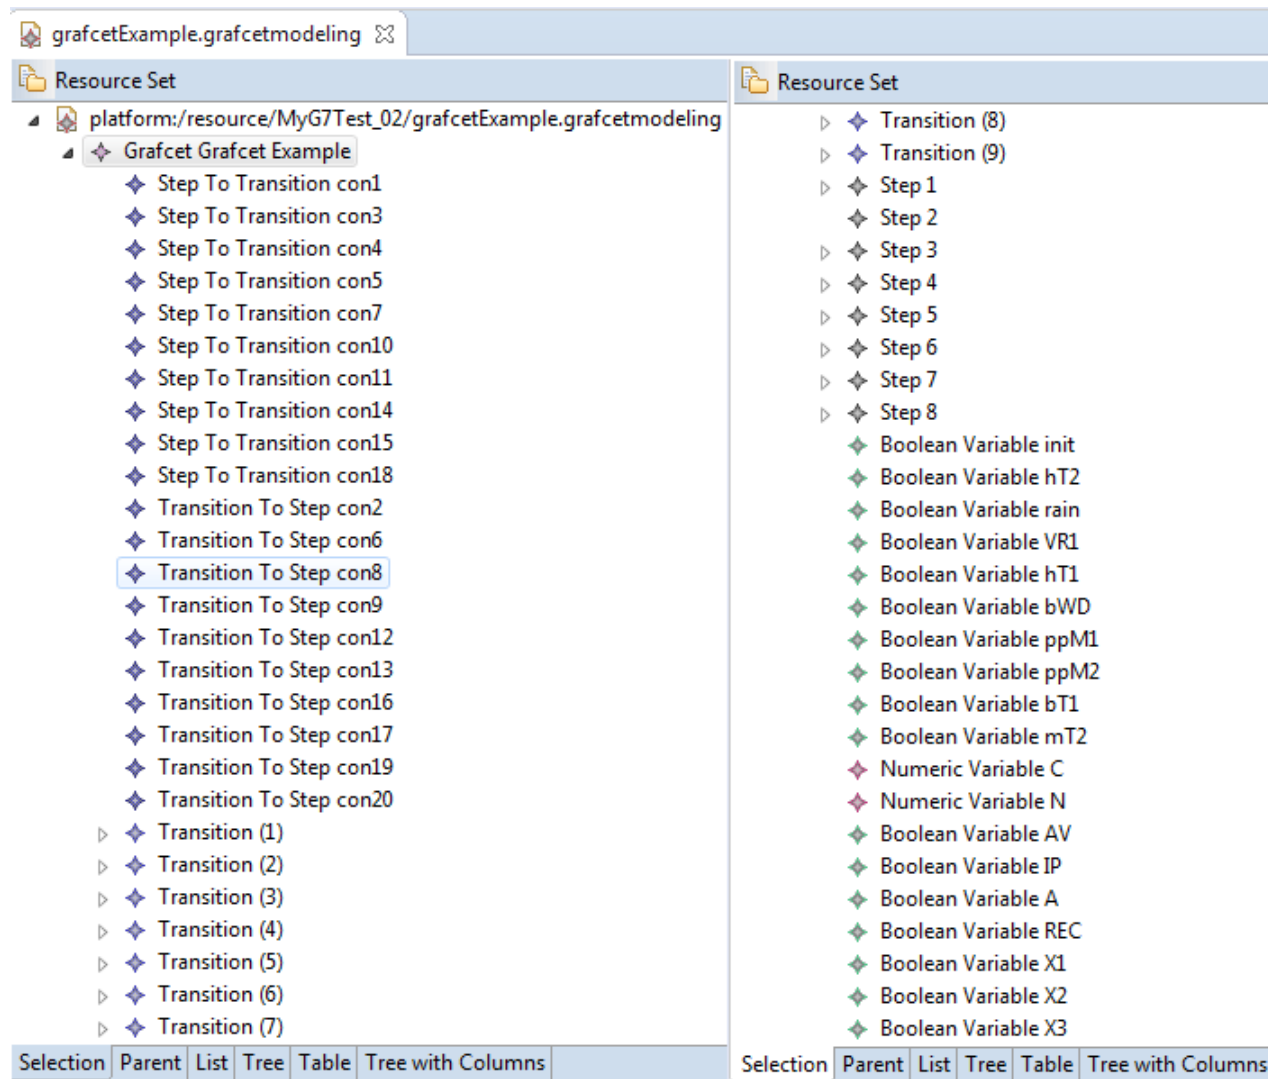 grafcetExample.grafcetmodeling
Resource Set
platform:/resource/MyG7Test_02/grafcetExample.grafcetmodeling
Grafcet Grafcet Example
Step To Transition con1
Step To Transition con3
Step To Transition con4
Step To Transition con5
Step To Transition con7
Step To Transition con10
Step To Transition con11
Step To Transition con14
Step To Transition con15
Step To Transition con18
Transition To Step con2
Transition To Step con6
Transition To Step con8
Transition To Step con9
Transition To Step con12
Transition To Step con13
Transition To Step con16
Transition To Step con17
Transition To Step con19
Transition To Step con20
Transition (1)
Transition (2)
Transition (3)
Transition (4)
Transition (5)
Transition (6)
Transition (7)
Selection Parent List Tree Table Tree with Columns
Resource Set
Transition (8)
Transition (9)
Step 1
Step 2
Step 3
Step 4
Step 5
Step 6
Step 7
Step 8
Boolean Variable init
Boolean Variable hT2
Boolean Variable rain
Boolean Variable VR1
Boolean Variable hT1
Boolean Variable bWD
Boolean Variable ppM1
Boolean Variable ppM2
Boolean Variable bT1
Boolean Variable mT2
Numeric Variable C
Numeric Variable N
Boolean Variable AV
Boolean Variable IP
Boolean Variable A
Boolean Variable REC
Boolean Variable X1
Boolean Variable X2
Boolean Variable X3
Selection Parent List Tree Table Tree with Columns